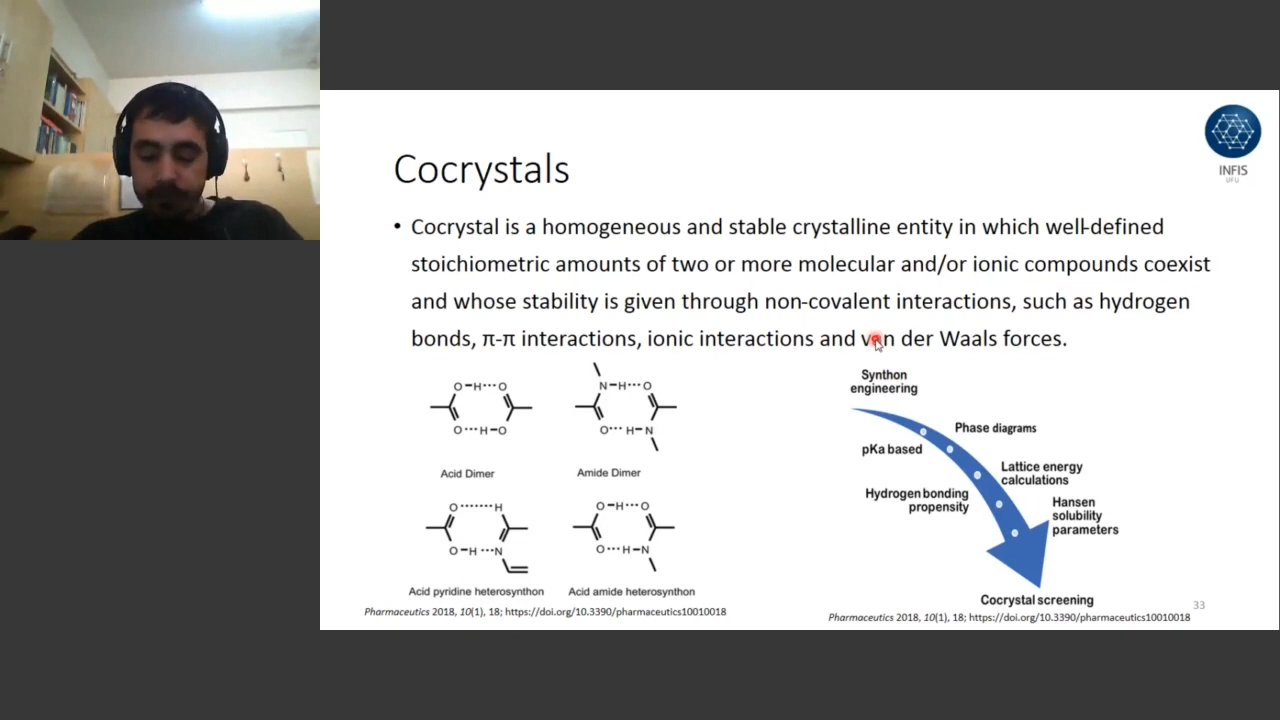 INFIS
UFU
Cocrystals
• Cocrystal is a homogeneous and stable crystalline entity in which well-defined
stoichiometric amounts of two or more molecular and/or ionic compounds coexist
and whose stability is given through non-covalent interactions, such as hydrogen
bonds, π-π interactions, ionic interactions and van der Waals forces.
O-H···O
O···H-O
Acid Dimer
N-H···O
O···H-N
Amide Dimer
O·······H
O-H···N
Acid pyridine heterosynthon
O-H···O
O···H-N
Acid amide heterosynthon
Pharmaceutics 2018, 10(1), 18; https://doi.org/10.3390/pharmaceutics10010018
Synthon
engineering
Phase diagrams
pKa based
Lattice energy
calculations
Hydrogen bonding
propensity
Hansen
solubility
parameters
Cocrystal screening
33
Pharmaceutics 2018, 10(1), 18; https://doi.org/10.3390/pharmaceutics10010018